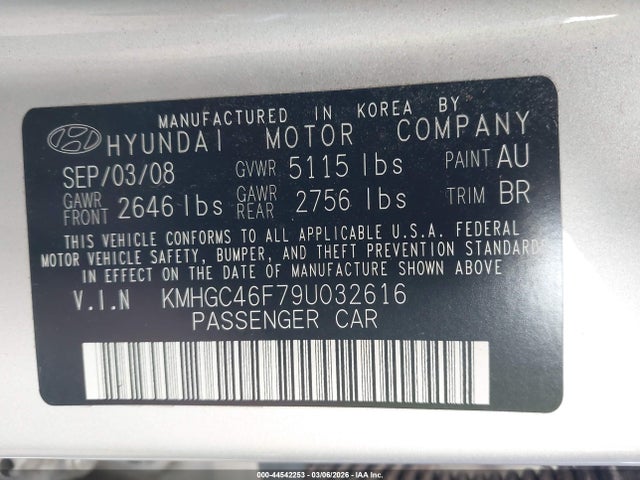 MANUFACTURED IN KOREA BY
HYUNDAI MOTOR COMPANY
SEP/03/08 GVWR 5115 lbs PAINT AU
GAWR FRONT 2646 lbs GAWR REAR 2756 lbs TRIM BR
THIS VEHICLE CONFORMS TO ALL APPLICABLE U.S.A. FEDERAL
MOTOR VEHICLE SAFETY, BUMPER, AND THEFT PREVENTION STANDARDS
IN EFFECT ON THE DATE OF MANUFACTURE SHOWN ABOVE
V.I.N KMHGC46F79U032616
PASSENGER CAR
000-44542253 - 03/06/2026 - IAA Inc.